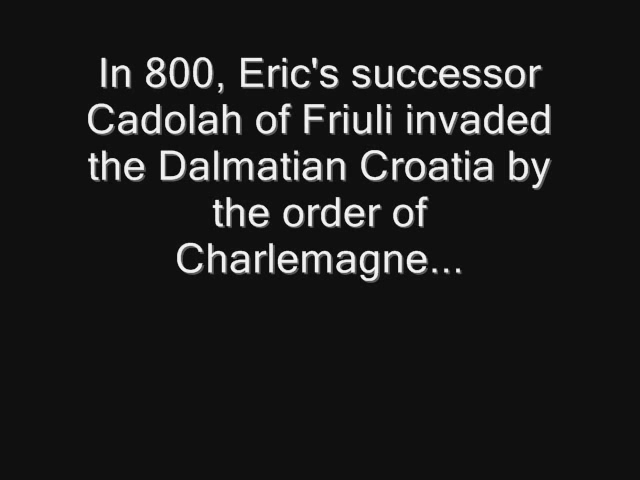 In 800, Eric's successor
Cadolah of Friuli invaded
the Dalmatian Croatia by
the order of
Charlemagne...